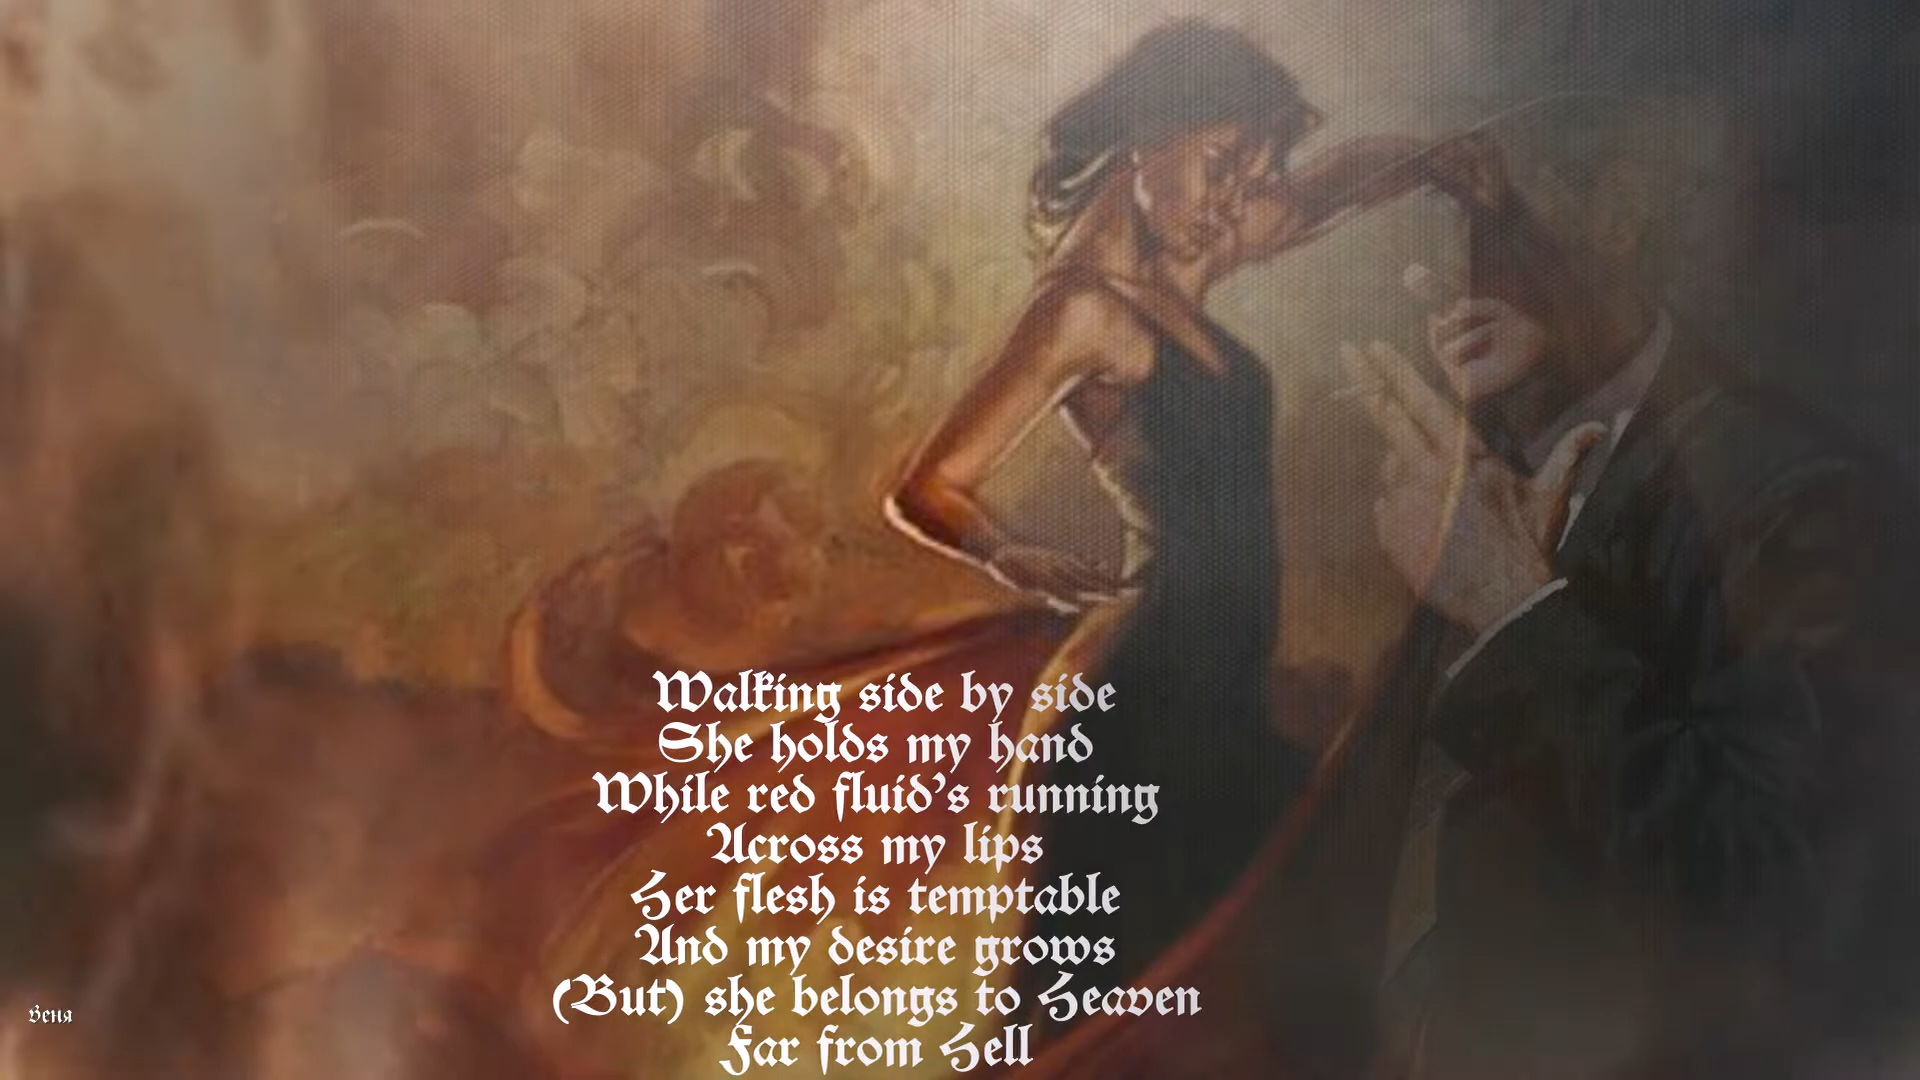 Walking side by side
She holds my hand
While red fluid's running
Across my lips
Her flesh is temptable
And my desire grows
(But) she belongs to Heaven
Far from Hell
Веня